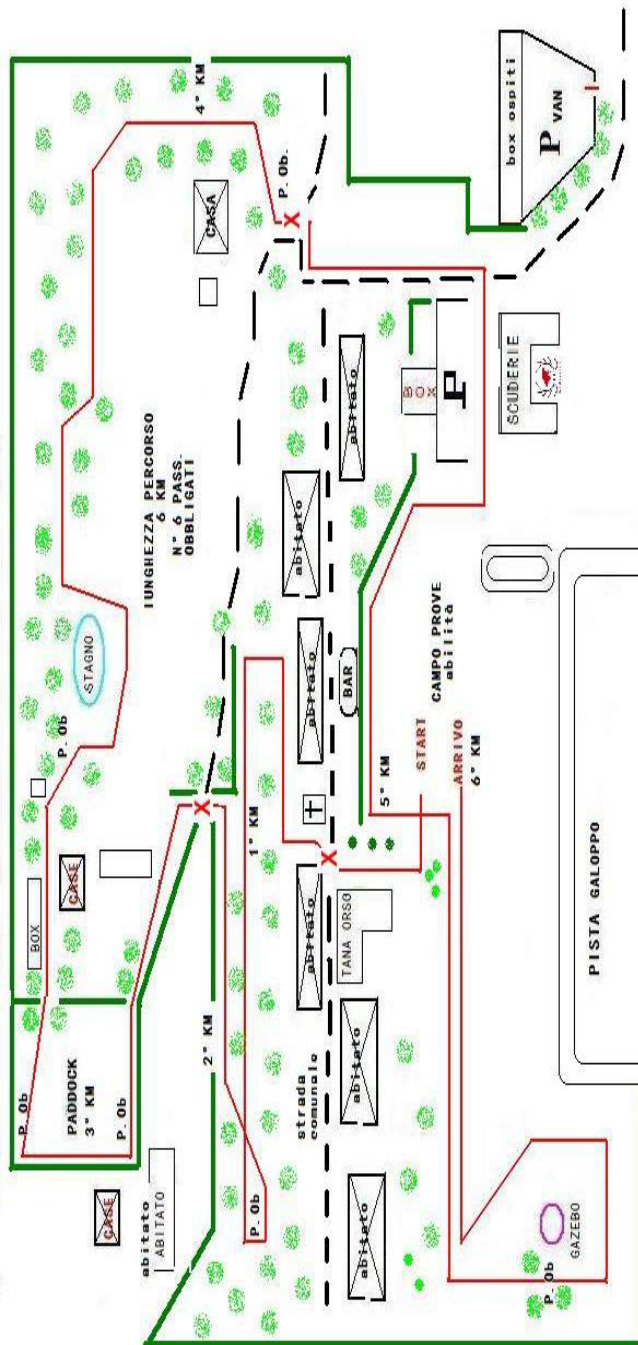 P. Ob
BOX
PADDOCK
3° KM
CASE
P. Ob
STAGNO
P. Ob
CASE
abitato
ABITATO
lUNGHEZZA PERCORSO
6 KM
N° 6 PASS.
OBBLIGATI
4° KM
CASA
X
2° KM
P. Ob.
X
1° KM
P. Ob
strada
comunale
abitato
abitato
abitato
X
abitato
abitato
TANA ORSO
BAR
abitato
5° KM
START
CAMPO PROVE
abilità
BOX
P
ARRIVO
6° KM
SCUDERIE
box ospiti
P VAN
P. Ob
GAZEBO
PISTA GALOPPO